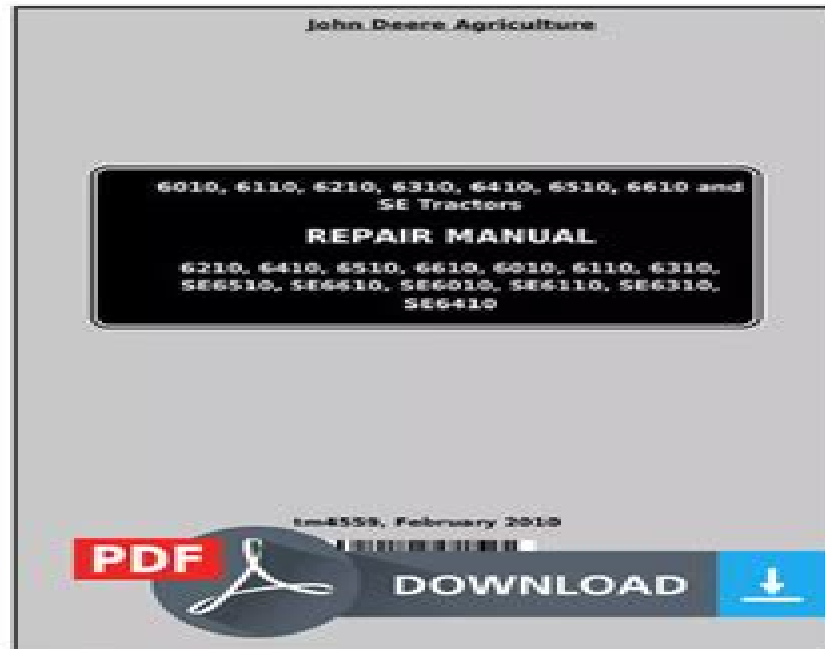 John Deere Agriculture
6010, 6110, 6210, 6310, 6410, 6510, 6610 and
SE Tractors
REPAIR MANUAL
6210, 6410, 6510, 6610, 6010, 6110, 6310,
SE6510, SE6610, SE6010, SE6110, SE6310,
SE6410
tm4559, February 2010
PDF
DOWNLOAD